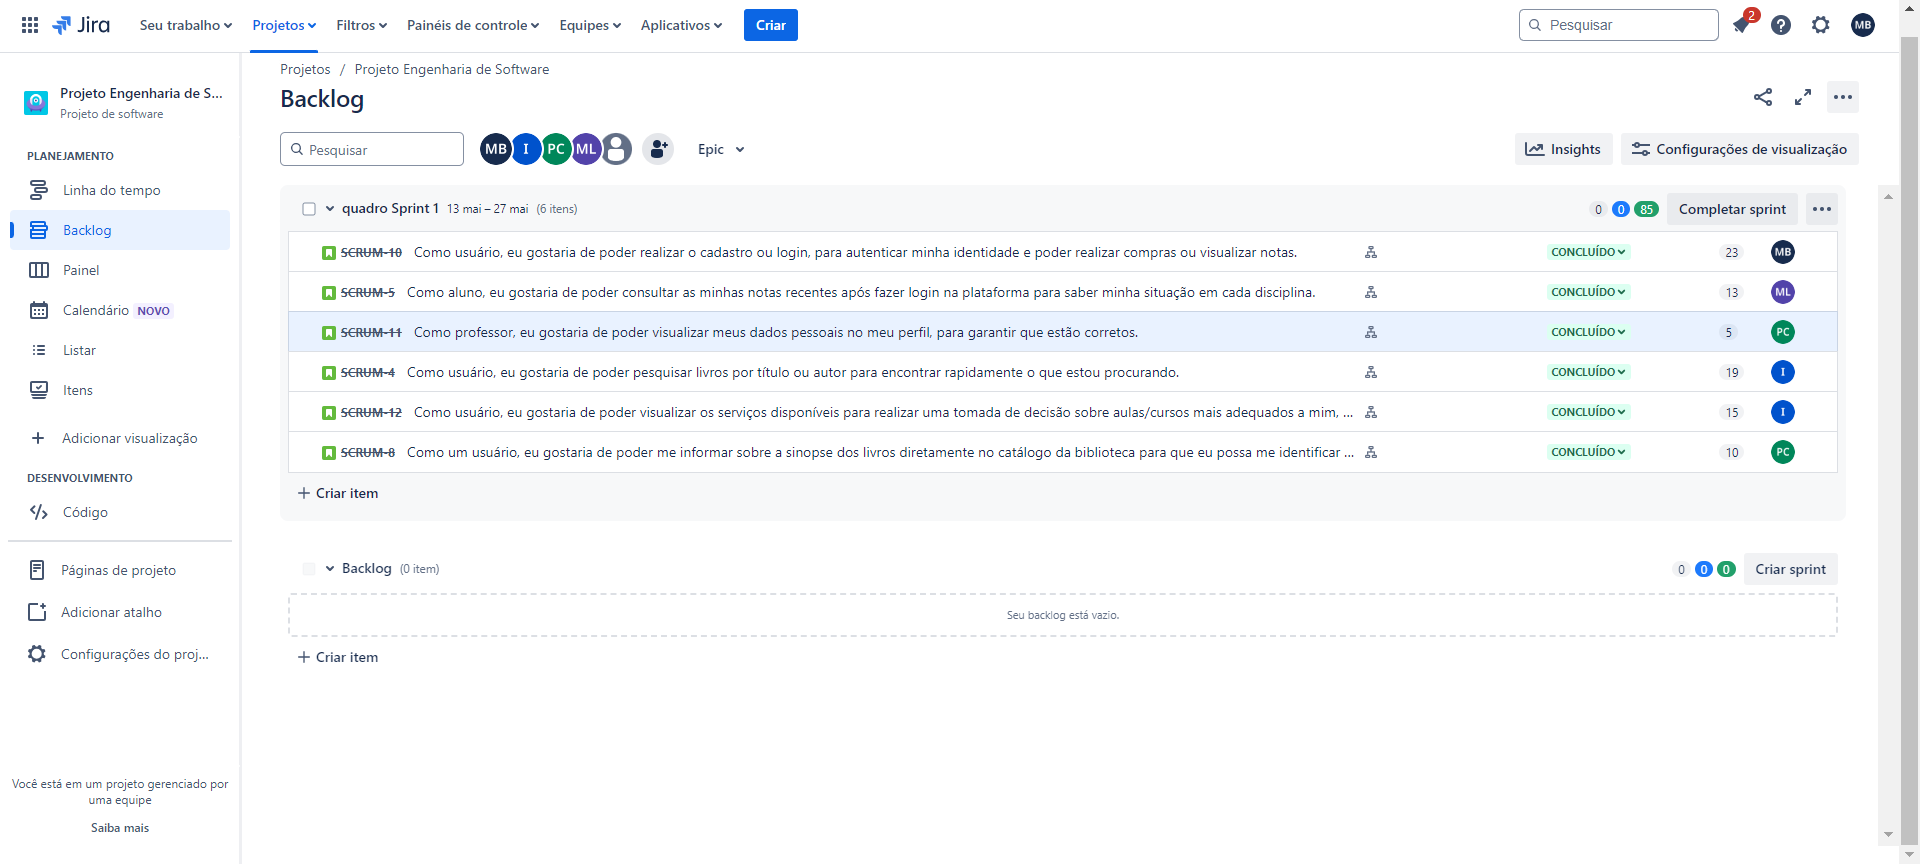 Jira Seu trabalho Projetos Filtros Painéis de controle Equipes Aplicativos Criar Pesquisar 2 MB
Projeto Engenharia de S...
Projeto de software
PLANEJAMENTO
Linha do tempo
Backlog
Painel
Calendário NOVO
Listar
Itens
Adicionar visualização
DESENVOLVIMENTO
Código
Páginas de projeto
Adicionar atalho
Configurações do proj...
Você está em um projeto gerenciado por
uma equipe
Saiba mais
Projetos / Projeto Engenharia de Software
Backlog
Pesquisar MB I PC ML Epic Insights Configurações de visualização
quadro Sprint 1 13 mai – 27 mai (6 itens) 0 0 85 Completar sprint
SCRUM-10 Como usuário, eu gostaria de poder realizar o cadastro ou login, para autenticar minha identidade e poder realizar compras ou visualizar notas. CONCLUÍDO 23 MB
SCRUM-5 Como aluno, eu gostaria de poder consultar as minhas notas recentes após fazer login na plataforma para saber minha situação em cada disciplina. CONCLUÍDO 13 ML
SCRUM-11 Como professor, eu gostaria de poder visualizar meus dados pessoais no meu perfil, para garantir que estão corretos. CONCLUÍDO 5 PC
SCRUM-4 Como usuário, eu gostaria de poder pesquisar livros por título ou autor para encontrar rapidamente o que estou procurando. CONCLUÍDO 19 I
SCRUM-12 Como usuário, eu gostaria de poder visualizar os serviços disponíveis para realizar uma tomada de decisão sobre aulas/cursos mais adequados a mim, ... CONCLUÍDO 15 I
SCRUM-8 Como um usuário, eu gostaria de poder me informar sobre a sinopse dos livros diretamente no catálogo da biblioteca para que eu possa me identificar ... CONCLUÍDO 10 PC
+ Criar item
Backlog (0 item) 0 0 0 Criar sprint
Seu backlog está vazio.
+ Criar item